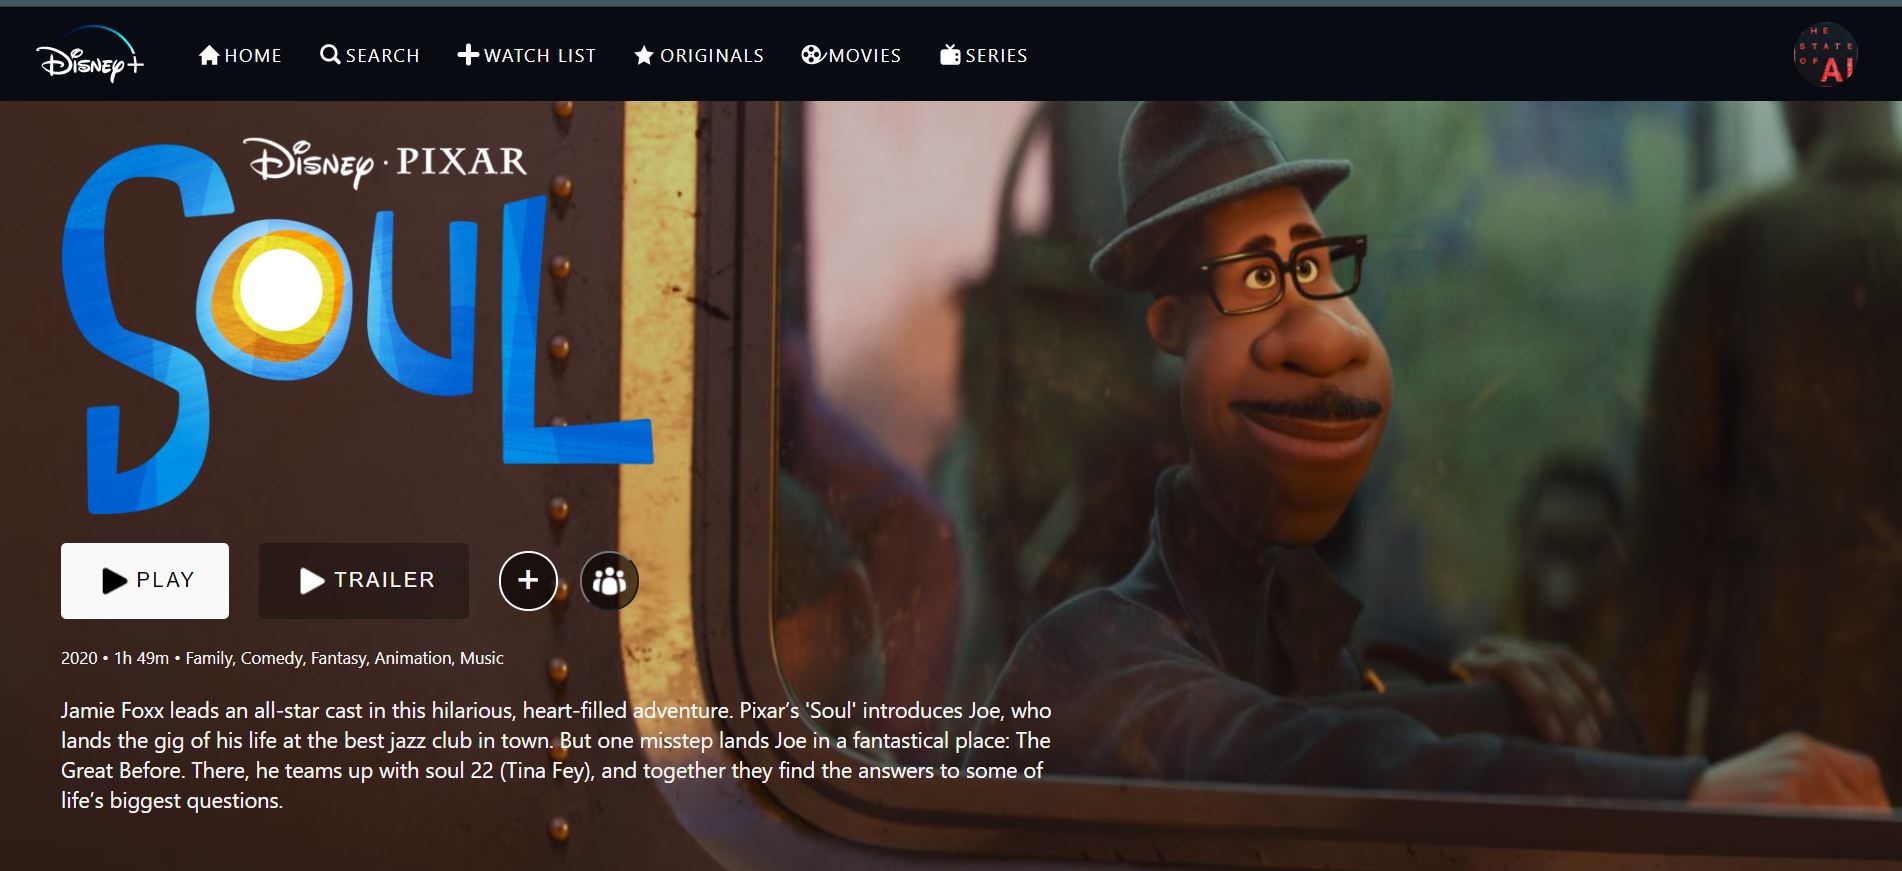 Disney+
HOME
SEARCH
WATCH LIST
ORIGINALS
MOVIES
SERIES
THE
STATE
OF AI
Disney · PIXAR
SOUL
PLAY
TRAILER
2020 • 1h 49m • Family, Comedy, Fantasy, Animation, Music
Jamie Foxx leads an all-star cast in this hilarious, heart-filled adventure. Pixar’s 'Soul' introduces Joe, who
lands the gig of his life at the best jazz club in town. But one misstep lands Joe in a fantastical place: The
Great Before. There, he teams up with soul 22 (Tina Fey), and together they find the answers to some of
life’s biggest questions.